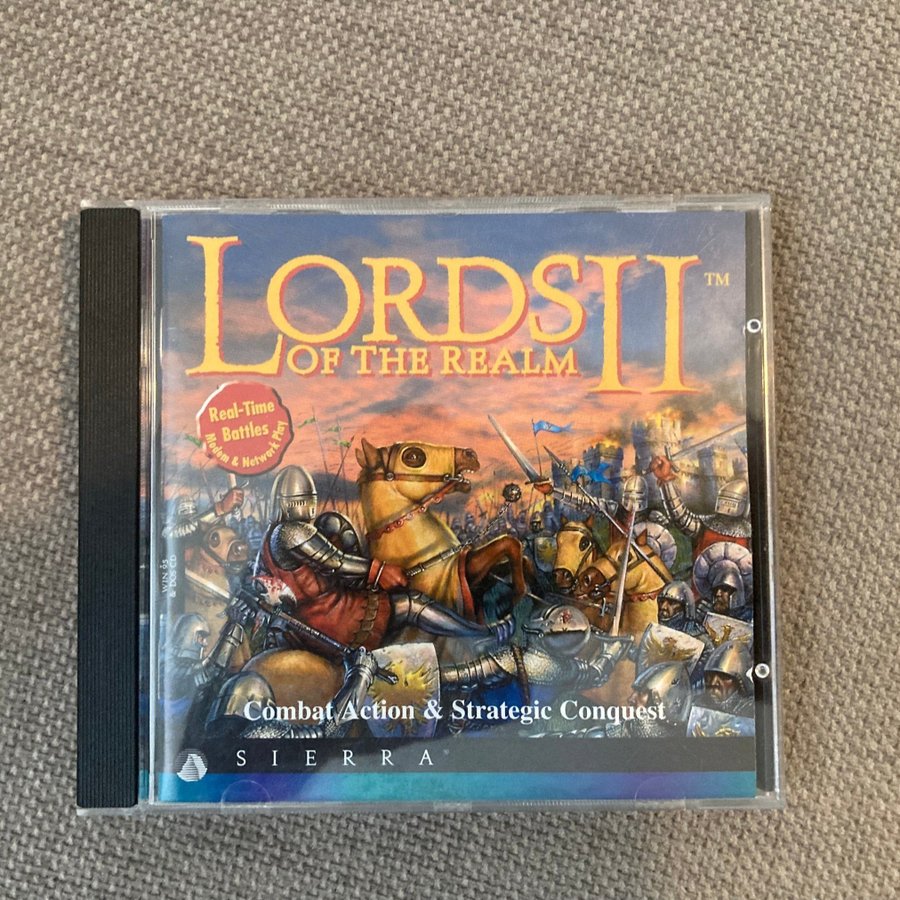 LORDS II ™
OF THE REALM
Real-Time
Battles
Modem & Network Play
WIN 95
& DOS CD
Combat Action & Strategic Conquest
SIERRA®